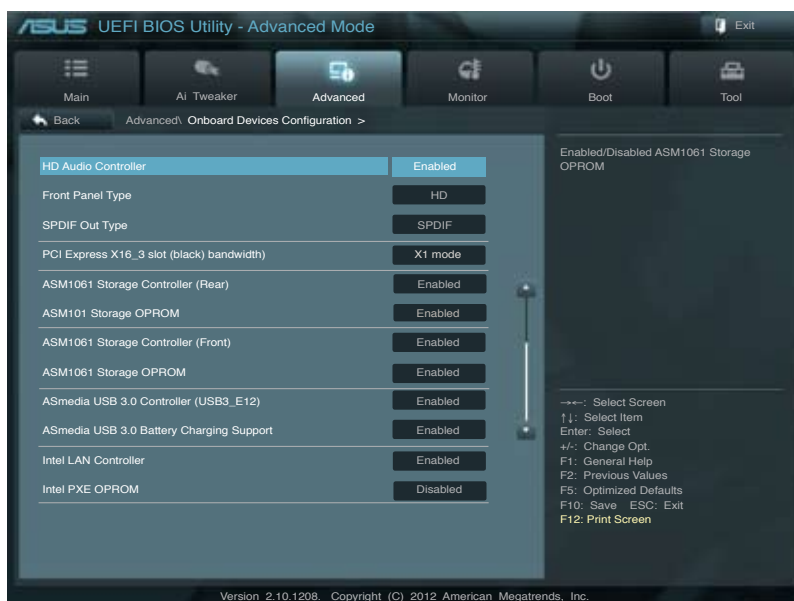 ASUS UEFI BIOS Utility - Advanced Mode
Exit
Main
Ai Tweaker
Advanced
Monitor
Boot
Tool
Back
Advanced\ Onboard Devices Configuration >
HD Audio Controller Enabled
Front Panel Type HD
SPDIF Out Type SPDIF
PCI Express X16_3 slot (black) bandwidth) X1 mode
ASM1061 Storage Controller (Rear) Enabled
ASM101 Storage OPROM Enabled
ASM1061 Storage Controller (Front) Enabled
ASM1061 Storage OPROM Enabled
ASmedia USB 3.0 Controller (USB3_E12) Enabled
ASmedia USB 3.0 Battery Charging Support Enabled
Intel LAN Controller Enabled
Intel PXE OPROM Disabled
Enabled/Disabled ASM1061 Storage
OPROM
→←: Select Screen
↑↓: Select Item
Enter: Select
+/-: Change Opt.
F1: General Help
F2: Previous Values
F5: Optimized Defaults
F10: Save ESC: Exit
F12: Print Screen
Version 2.10.1208. Copyright (C) 2012 American Megatrends, Inc.